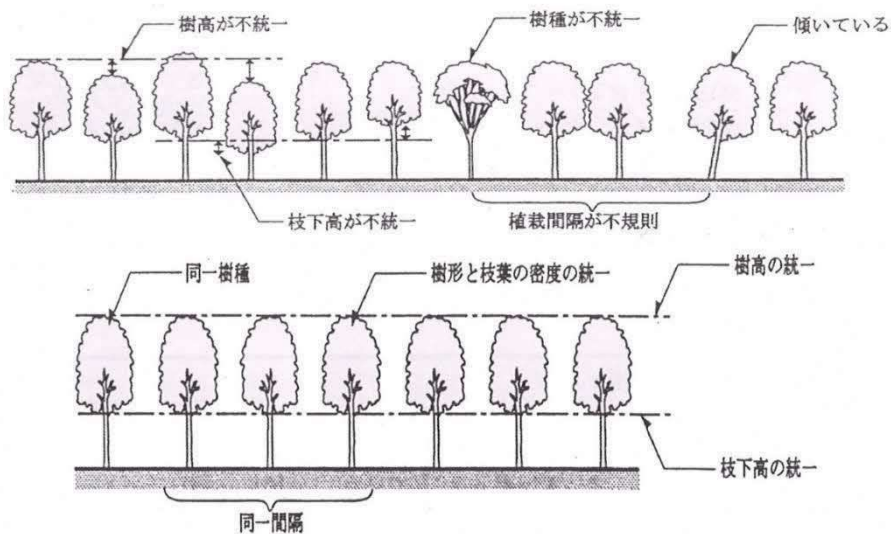 樹高が不統一
樹種が不統一
傾いている
枝下高が不統一
植栽間隔が不規則
同一樹種
樹形と枝葉の密度の統一
樹高の統一
枝下高の統一
同一間隔